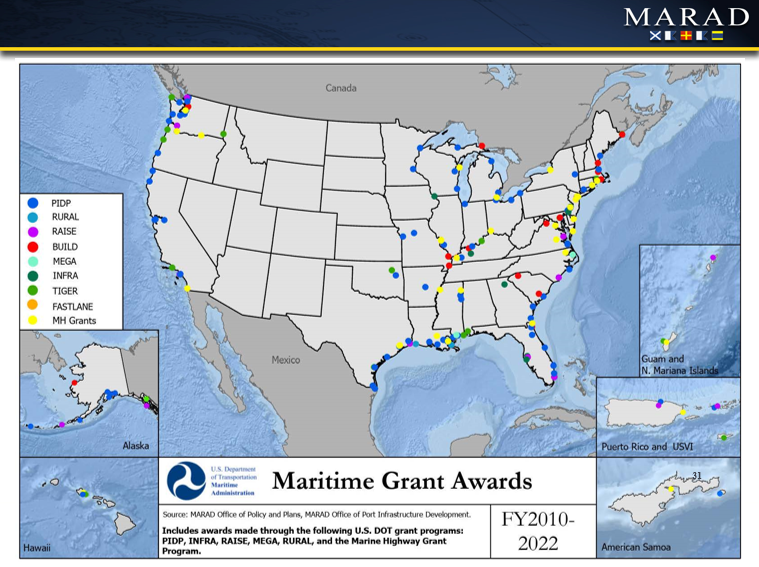 MARAD
Canada
PIDP
RURAL
RAISE
BUILD
MEGA
INFRA
TIGER
FASTLANE
MH Grants
Mexico
Guam and
N. Mariana Islands
Alaska
Puerto Rico and USVI
Hawaii
U.S. Department
of Transportation
Maritime
Administration
Maritime Grant Awards
Source: MARAD Office of Policy and Plans, MARAD Office of Port Infrastructure Development.
Includes awards made through the following U.S. DOT grant programs:
PIDP, INFRA, RAISE, MEGA, RURAL, and the Marine Highway Grant
Program.
FY2010-
2022
31
American Samoa